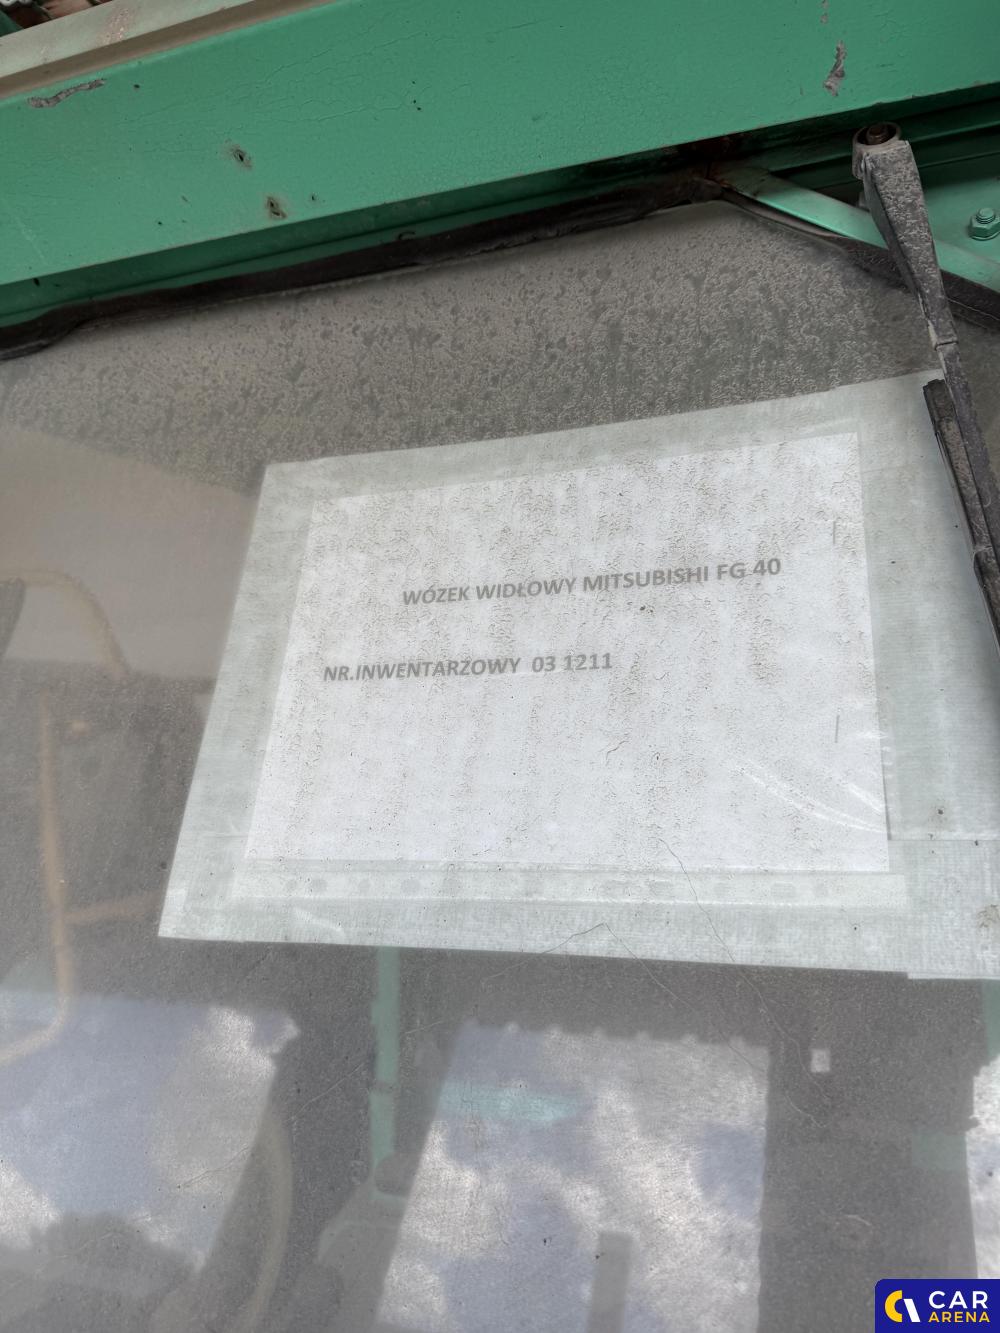 WÓZEK WIDŁOWY MITSUBISHI FG 40
NR.INWENTARZOWY 03 1211
CAR
ARENA